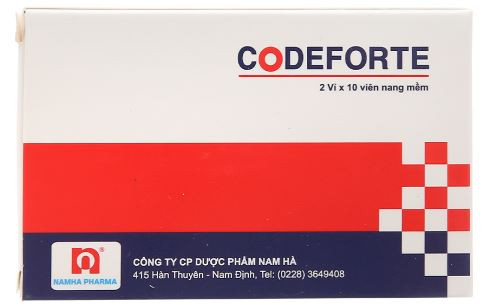 CODEFORTE
2 Vỉ x 10 viên nang mềm
n ®
NAMHA PHARMA
CÔNG TY CP DƯỢC PHẨM NAM HÀ
415 Hàn Thuyên - Nam Định, Tel: (0228) 3649408